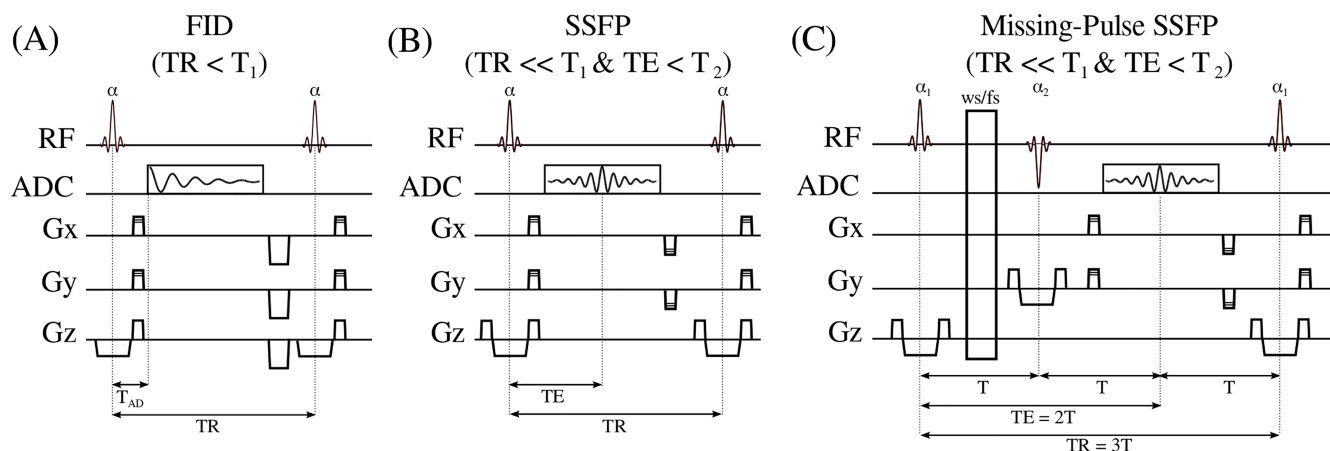 (A)
FID
(TR < T1)
α
α
RF
ADC
Gx
Gy
Gz
TAD
TR
(B)
SSFP
(TR << T1 & TE < T2)
α
α
RF
ADC
Gx
Gy
Gz
TE
TR
(C)
Missing-Pulse SSFP
(TR << T1 & TE < T2)
α1
ws/fs
α2
α1
RF
ADC
Gx
Gy
Gz
T
T
T
TE = 2T
TR = 3T